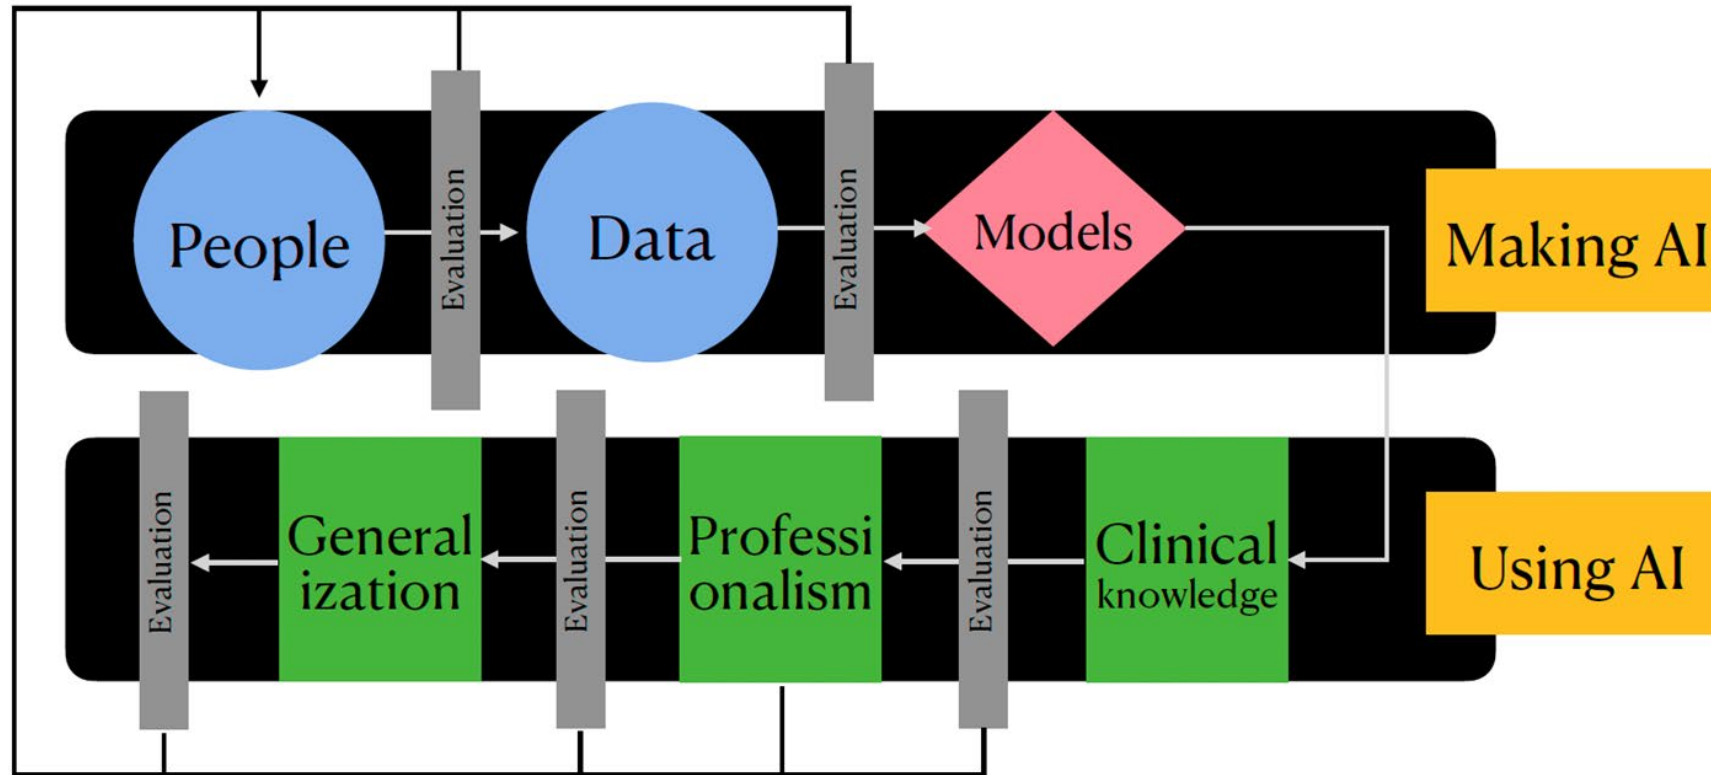 People
Evaluation
Data
Evaluation
Models
Making AI
Evaluation
General
ization
Evaluation
Professi
onalism
Evaluation
Clinical
knowledge
Using AI